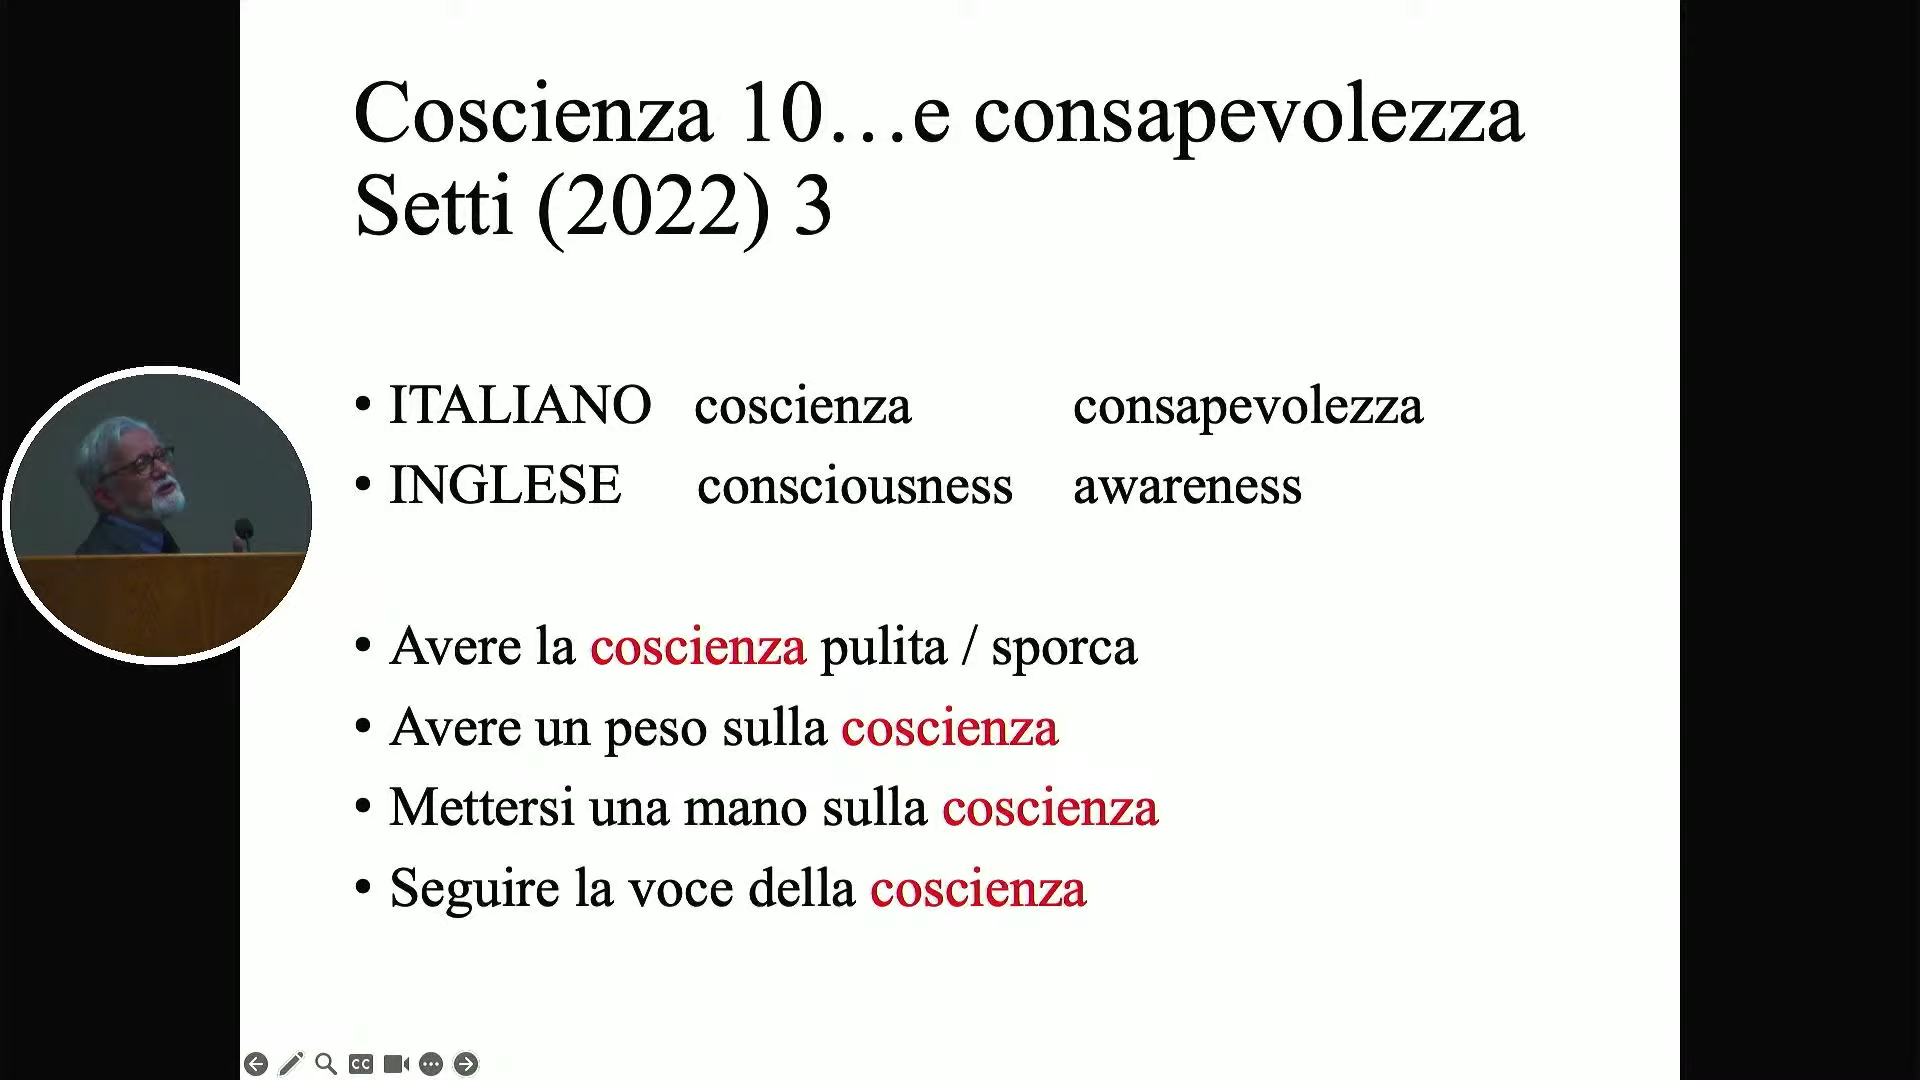 Coscienza 10…e consapevolezza
Setti (2022) 3
• ITALIANO coscienza consapevolezza
• INGLESE consciousness awareness
• Avere la coscienza pulita / sporca
• Avere un peso sulla coscienza
• Mettersi una mano sulla coscienza
• Seguire la voce della coscienza
CC